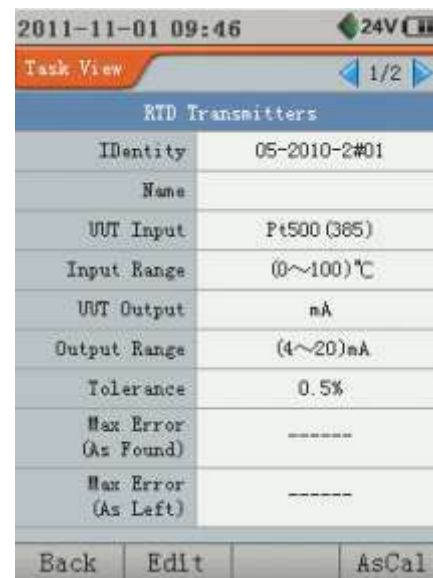 2011-11-01 09:46 24V
Task View 1/2
RTD Transmitters
IDentity 05-2010-2#01
Name
UUT Input Pt500(385)
Input Range (0~100)℃
UUT Output mA
Output Range (4~20)mA
Tolerance 0.5%
Max Error
(As Found) ------
Max Error
(As Left) ------
Back Edit AsCal